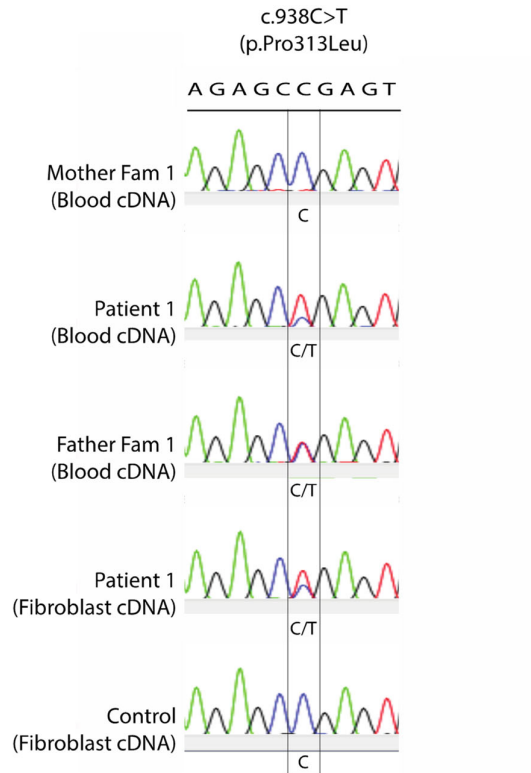 c.938C>T
(p.Pro313Leu)
A G A G C C G A G T
Mother Fam 1
(Blood cDNA)
C
Patient 1
(Blood cDNA)
C/T
Father Fam 1
(Blood cDNA)
C/T
Patient 1
(Fibroblast cDNA)
C/T
Control
(Fibroblast cDNA)
C